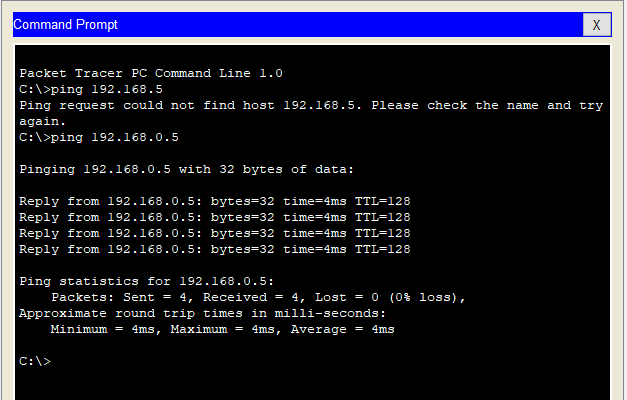 Command Prompt
X
Packet Tracer PC Command Line 1.0
C:\>ping 192.168.5
Ping request could not find host 192.168.5. Please check the name and try
again.
C:\>ping 192.168.0.5
Pinging 192.168.0.5 with 32 bytes of data:
Reply from 192.168.0.5: bytes=32 time=4ms TTL=128
Reply from 192.168.0.5: bytes=32 time=4ms TTL=128
Reply from 192.168.0.5: bytes=32 time=4ms TTL=128
Reply from 192.168.0.5: bytes=32 time=4ms TTL=128
Ping statistics for 192.168.0.5:
Packets: Sent = 4, Received = 4, Lost = 0 (0% loss),
Approximate round trip times in milli-seconds:
Minimum = 4ms, Maximum = 4ms, Average = 4ms
C:\>